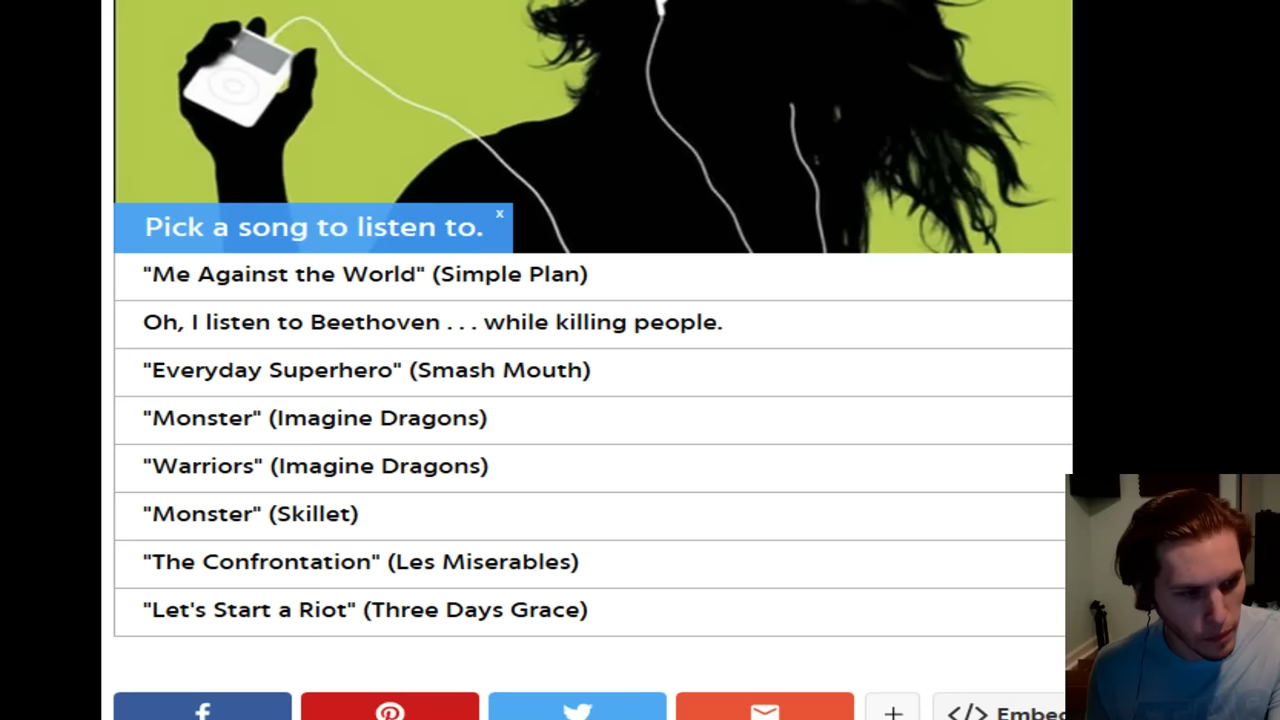 Pick a song to listen to.
x
"Me Against the World" (Simple Plan)
Oh, I listen to Beethoven . . . while killing people.
"Everyday Superhero" (Smash Mouth)
"Monster" (Imagine Dragons)
"Warriors" (Imagine Dragons)
"Monster" (Skillet)
"The Confrontation" (Les Miserables)
"Let's Start a Riot" (Three Days Grace)